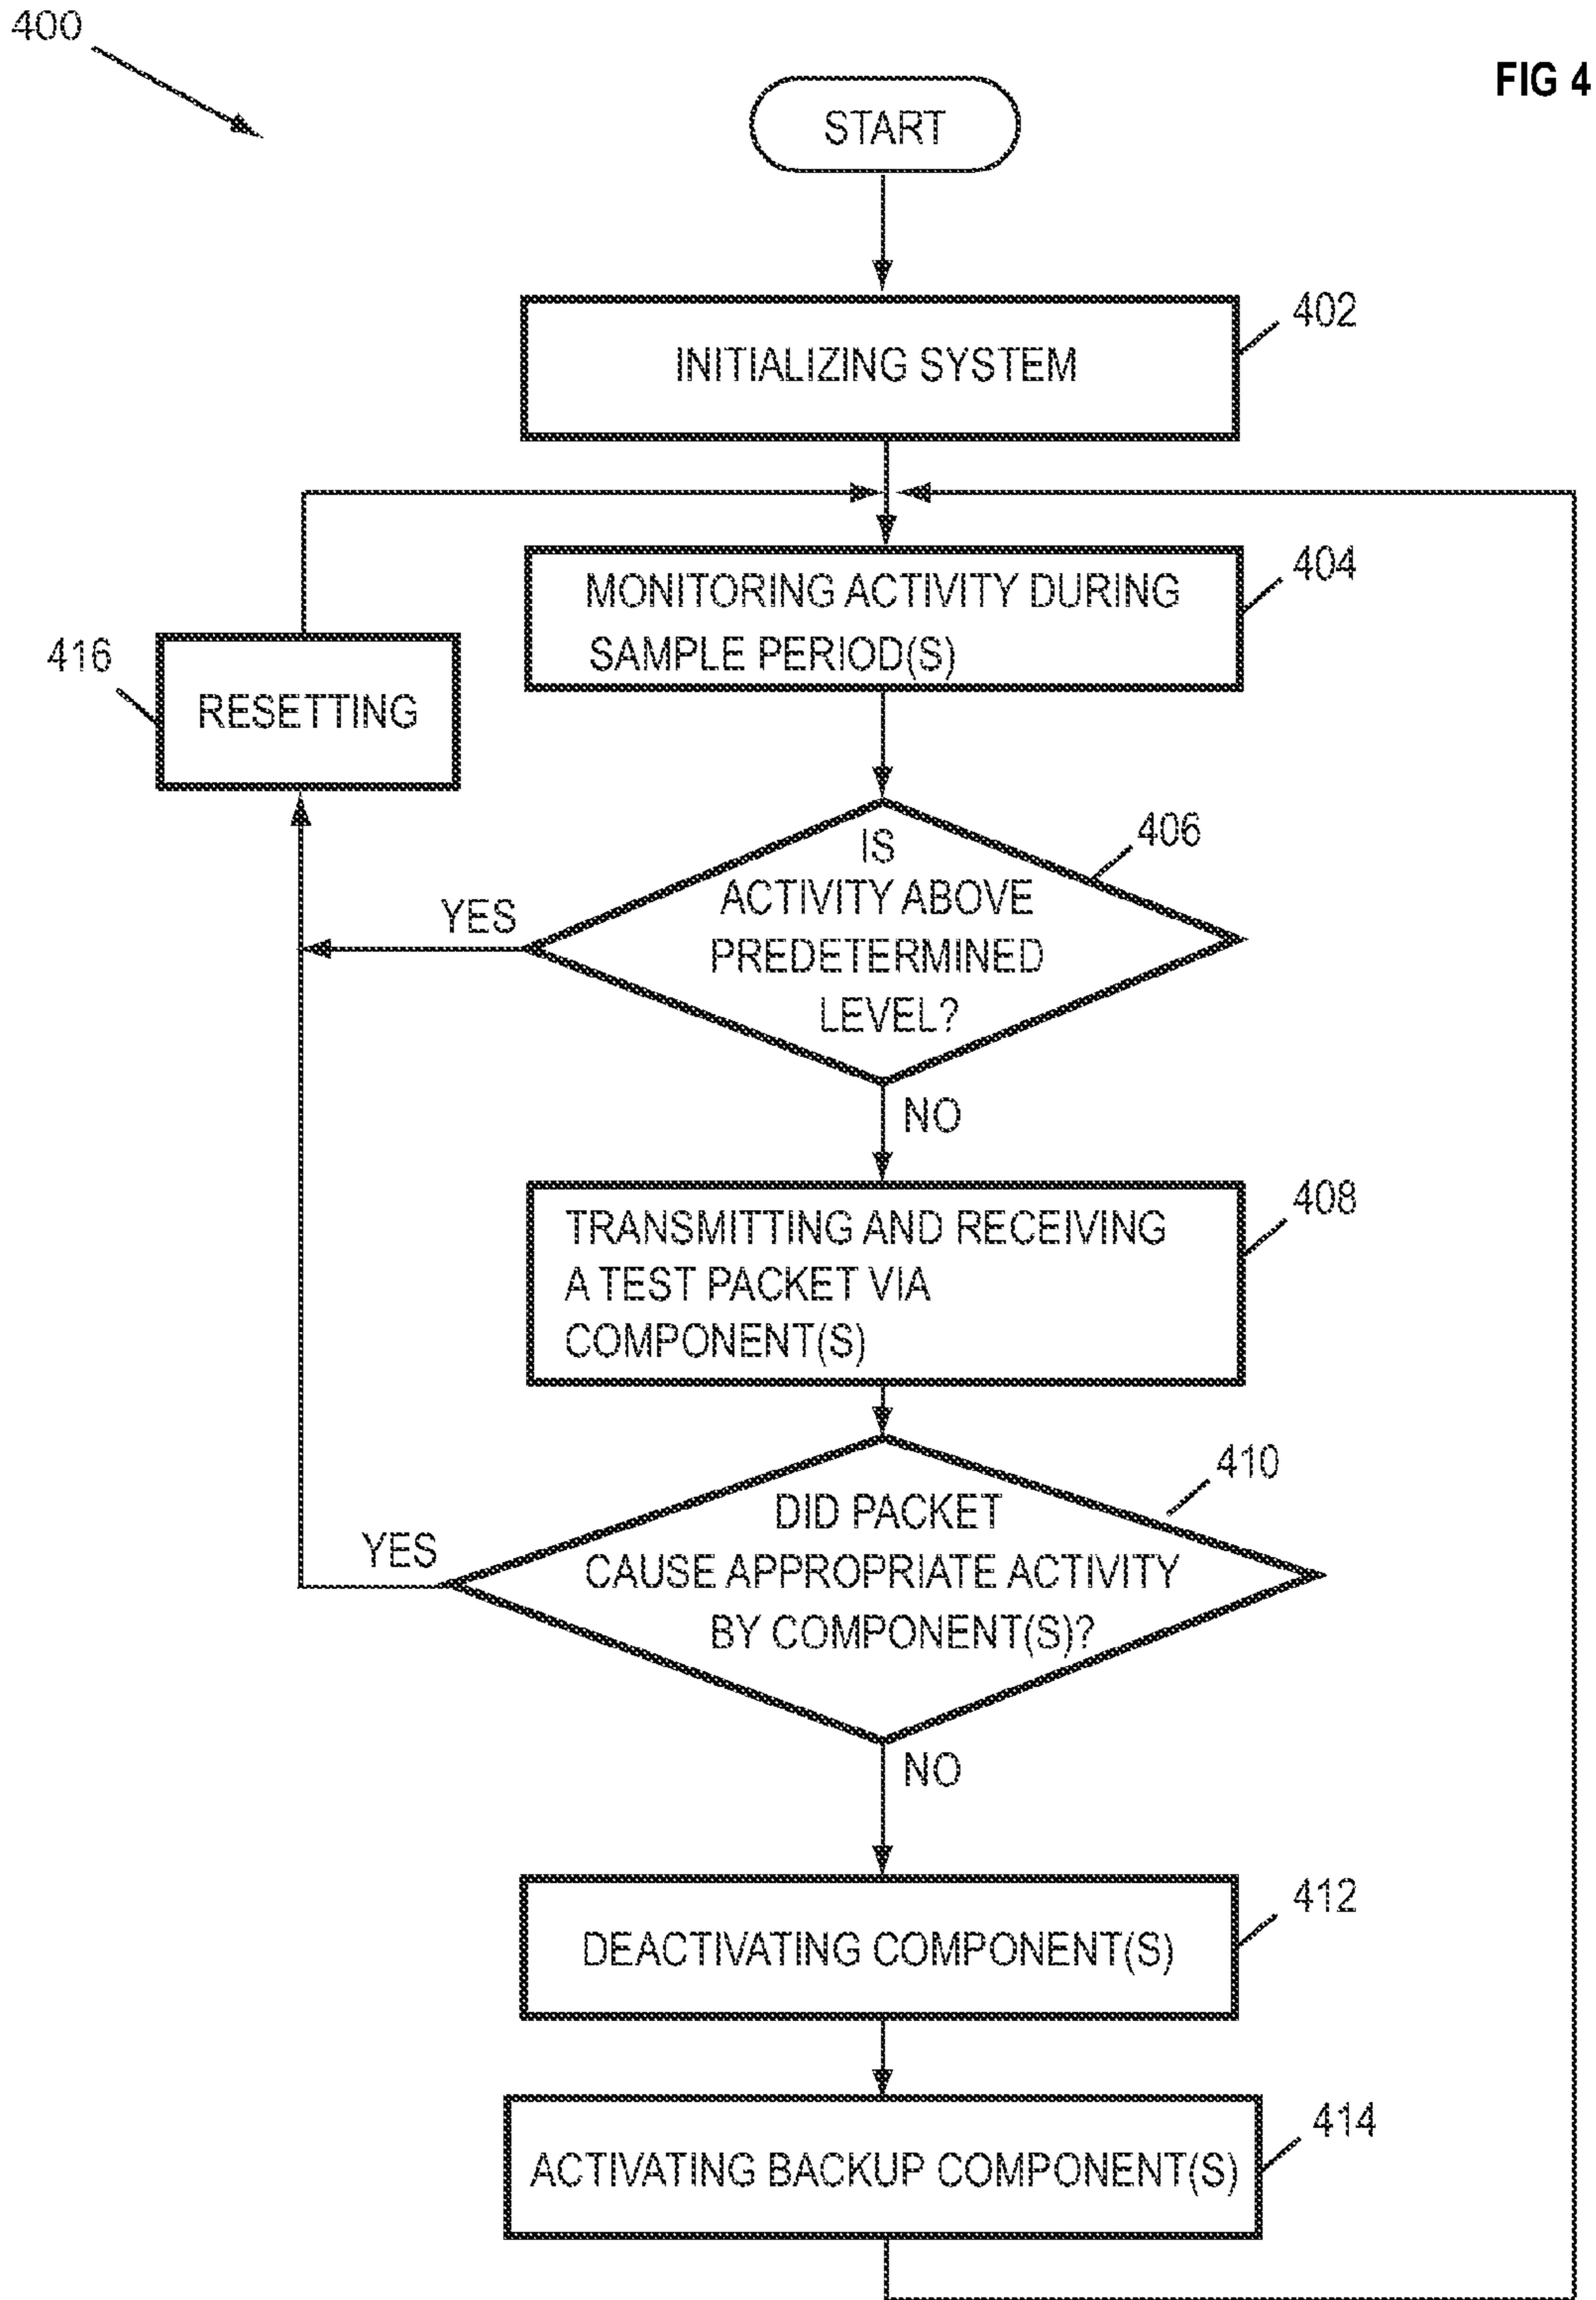 400
FIG 4
START
402
INITIALIZING SYSTEM
404
MONITORING ACTIVITY DURING
SAMPLE PERIOD(S)
416
RESETTING
406
IS
ACTIVITY ABOVE
PREDETERMINED
LEVEL?
YES
NO
408
TRANSMITTING AND RECEIVING
A TEST PACKET VIA
COMPONENT(S)
410
DID PACKET
CAUSE APPROPRIATE ACTIVITY
BY COMPONENT(S)?
YES
NO
412
DEACTIVATING COMPONENT(S)
414
ACTIVATING BACKUP COMPONENT(S)